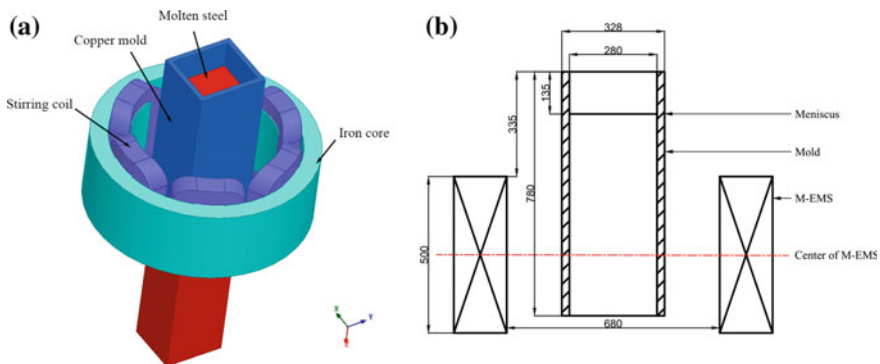 (a)
Molten steel
Copper mold
Stirring coil
Iron core
X
Y
Z
(b)
328
280
135
335
780
500
680
Meniscus
Mold
M-EMS
Center of M-EMS